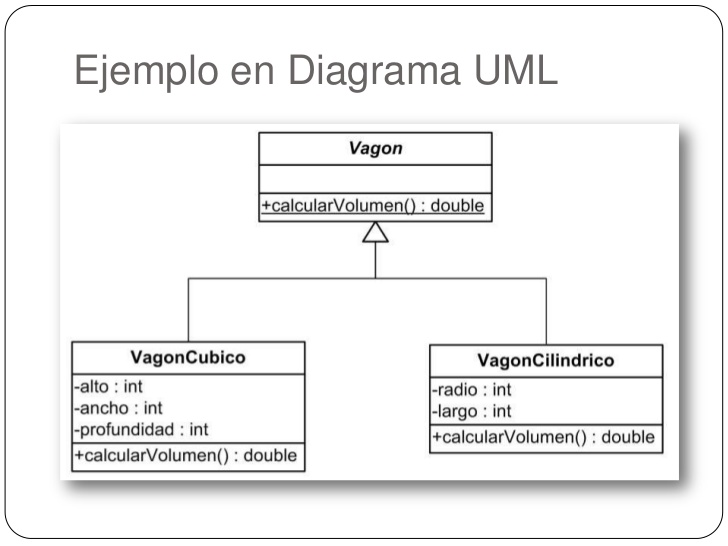 Ejemplo en Diagrama UML
Vagon
+calcularVolumen() : double
VagonCubico
-alto : int
-ancho : int
-profundidad : int
+calcularVolumen() : double
VagonCilindrico
-radio : int
-largo : int
+calcularVolumen() : double